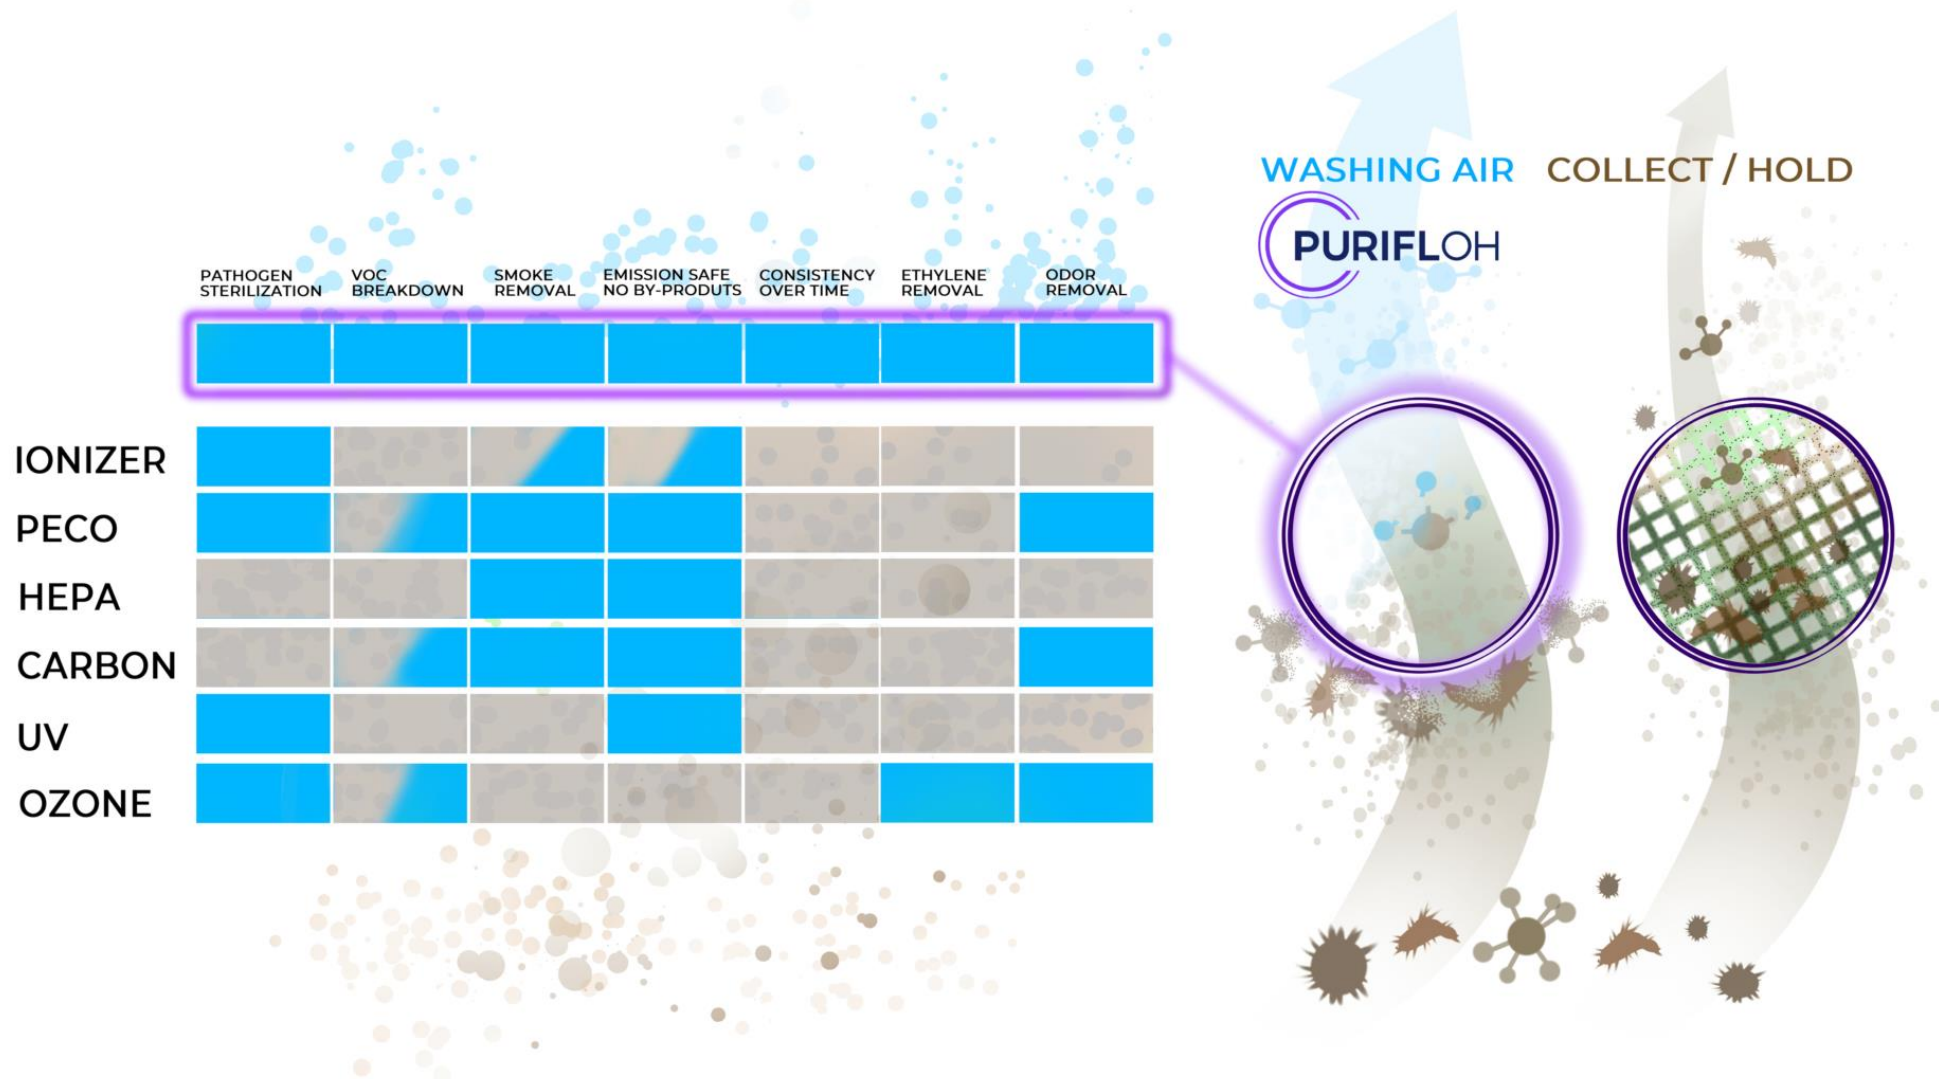 WASHING AIR COLLECT / HOLD
PURIFLOH
PATHOGEN
STERILIZATION
VOC
BREAKDOWN
SMOKE
REMOVAL
EMISSION SAFE
NO BY-PRODUTS
CONSISTENCY
OVER TIME
ETHYLENE
REMOVAL
ODOR
REMOVAL
IONIZER
PECO
HEPA
CARBON
UV
OZONE